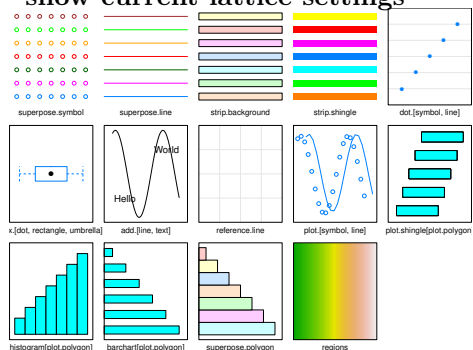 show current lattice settings
superpose.symbol
superpose.line
strip.background
strip.shingle
dot.[symbol, line]
World
Hello
x.[dot, rectangle, umbrella]
add.[line, text]
reference.line
plot.[symbol, line]
plot.shingle[plot.polygon
histogram[plot.polygon]
barchart[plot.polygon]
superpose.polygon
regions